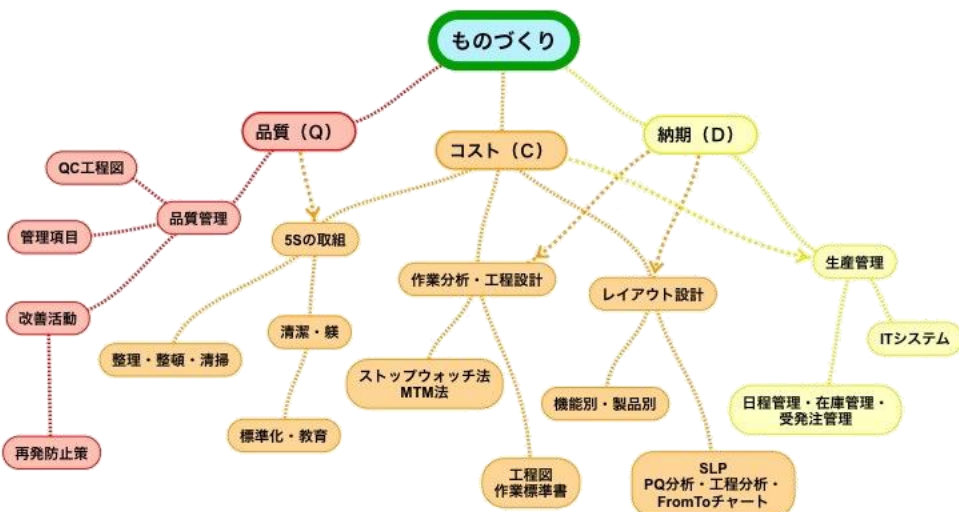 ものづくり
品質（Q）
コスト（C）
納期（D）
QC工程図
品質管理
管理項目
改善活動
再発防止策
5Sの取組
整理・整頓・清掃
清潔・躾
標準化・教育
作業分析・工程設計
ストップウォッチ法
MTM法
工程図
作業標準書
レイアウト設計
機能別・製品別
SLP
PQ分析・工程分析・
FromToチャート
生産管理
ITシステム
日程管理・在庫管理・
受発注管理